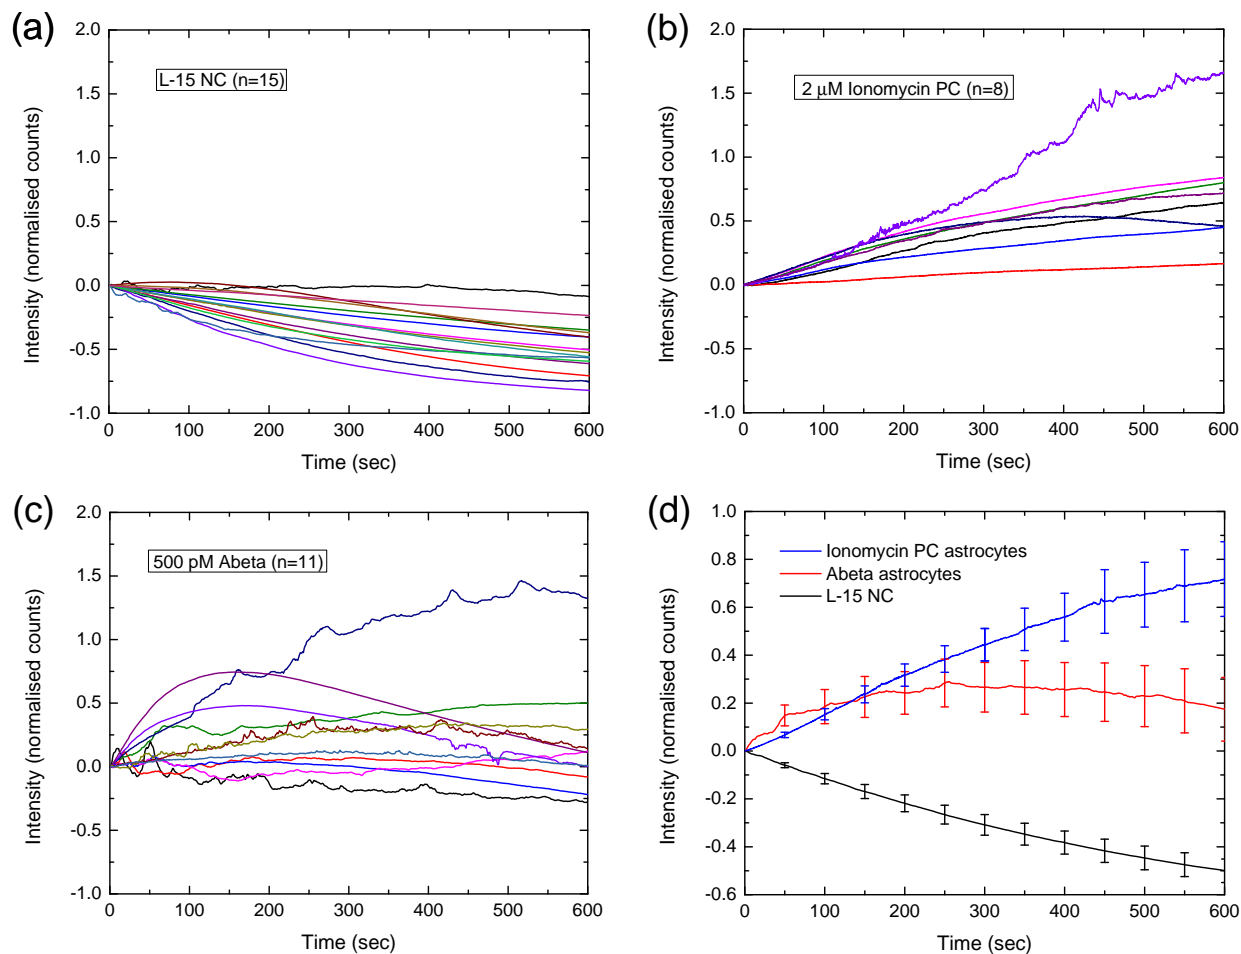 (a)
2.0
1.5
1.0
0.5
0.0
-0.5
-1.0
0 100 200 300 400 500 600
Intensity (normalised counts)
Time (sec)
L-15 NC (n=15)
(b)
2.0
1.5
1.0
0.5
0.0
-0.5
-1.0
0 100 200 300 400 500 600
Intensity (normalised counts)
Time (sec)
2 μM Ionomycin PC (n=8)
(c)
2.0
1.5
1.0
0.5
0.0
-0.5
-1.0
0 100 200 300 400 500 600
Intensity (normalised counts)
Time (sec)
500 pM Abeta (n=11)
(d)
1.0
0.8
0.6
0.4
0.2
0.0
-0.2
-0.4
-0.6
0 100 200 300 400 500 600
Intensity (normalised counts)
Time (sec)
Ionomycin PC astrocytes
Abeta astrocytes
L-15 NC